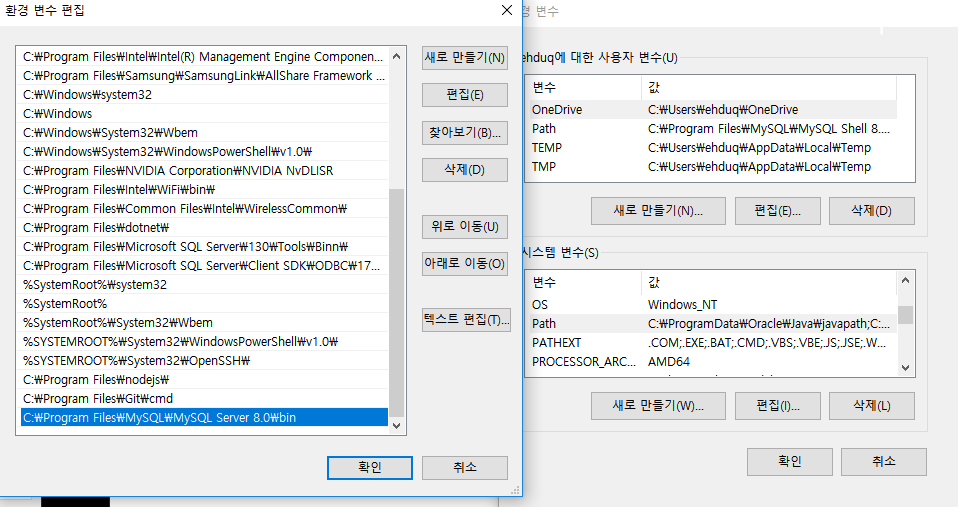 환경 변수 편집
C:₩Program Files₩Intel₩Intel(R) Management Engine Componen...
C:₩Program Files₩Samsung₩SamsungLink₩AllShare Framework ...
C:₩Windows₩system32
C:₩Windows
C:₩Windows₩System32₩Wbem
C:₩Windows₩System32₩WindowsPowerShell₩v1.0₩
C:₩Program Files₩NVIDIA Corporation₩NVIDIA NvDLISR
C:₩Program Files₩Intel₩WiFi₩bin₩
C:₩Program Files₩Common Files₩Intel₩WirelessCommon₩
C:₩Program Files₩dotnet₩
C:₩Program Files₩Microsoft SQL Server₩130₩Tools₩Binn₩
C:₩Program Files₩Microsoft SQL Server₩Client SDK₩ODBC₩17...
%SystemRoot%₩system32
%SystemRoot%
%SystemRoot%₩System32₩Wbem
%SYSTEMROOT%₩System32₩WindowsPowerShell₩v1.0₩
%SYSTEMROOT%₩System32₩OpenSSH₩
C:₩Program Files₩nodejs₩
C:₩Program Files₩Git₩cmd
C:₩Program Files₩MySQL₩MySQL Server 8.0₩bin
새로 만들기(N)
편집(E)
찾아보기(B)...
삭제(D)
위로 이동(U)
아래로 이동(O)
텍스트 편집(T)...
확인
취소
경 변수
ehduq에 대한 사용자 변수(U)
변수 값
OneDrive C:₩Users₩ehduq₩OneDrive
Path C:₩Program Files₩MySQL₩MySQL Shell 8....
TEMP C:₩Users₩ehduq₩AppData₩Local₩Temp
TMP C:₩Users₩ehduq₩AppData₩Local₩Temp
새로 만들기(N)... 편집(E)... 삭제(D)
시스템 변수(S)
변수 값
OS Windows_NT
Path C:₩ProgramData₩Oracle₩Java₩javapath;C:...
PATHEXT .COM;.EXE;.BAT;.CMD;.VBS;.VBE;.JS;.JSE;.W...
PROCESSOR_ARC... AMD64
새로 만들기(W)... 편집(I)... 삭제(L)
확인 취소